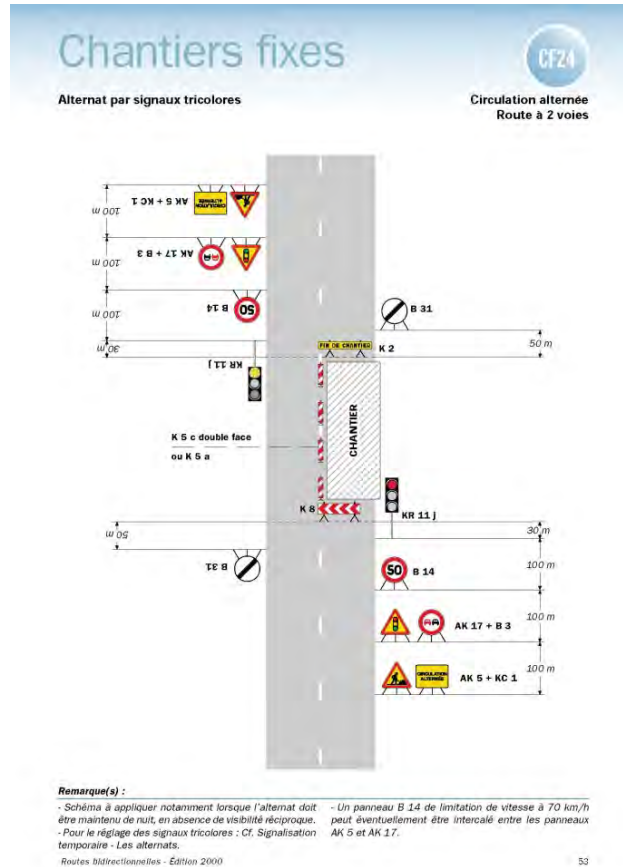 Chantiers fixes
CF24
Alternat par signaux tricolores
Circulation alternée
Route à 2 voies
AK 5 + KC 1
CIRCULATION
ALTERNÉE
100 m
AK 17 + B 3
100 m
B 14
50
100 m
B 31
30 m
KR 11 j
FIN DE CHANTIER
K 2
50 m
K 5 c double face
ou K 5 a
CHANTIER
K 8
KR 11 j
50 m
30 m
B 31
50
B 14
100 m
AK 17 + B 3
100 m
CIRCULATION
ALTERNÉE
AK 5 + KC 1
100 m
Remarque(s) :
- Schéma à appliquer notamment lorsque l'alternat doit
être maintenu de nuit, en absence de visibilité réciproque.
- Pour le réglage des signaux tricolores : Cf. Signalisation
temporaire - Les alternats.
- Un panneau B 14 de limitation de vitesse à 70 km/h
peut éventuellement être intercalé entre les panneaux
AK 5 et AK 17.
Routes bidirectionnelles - Édition 2000
53